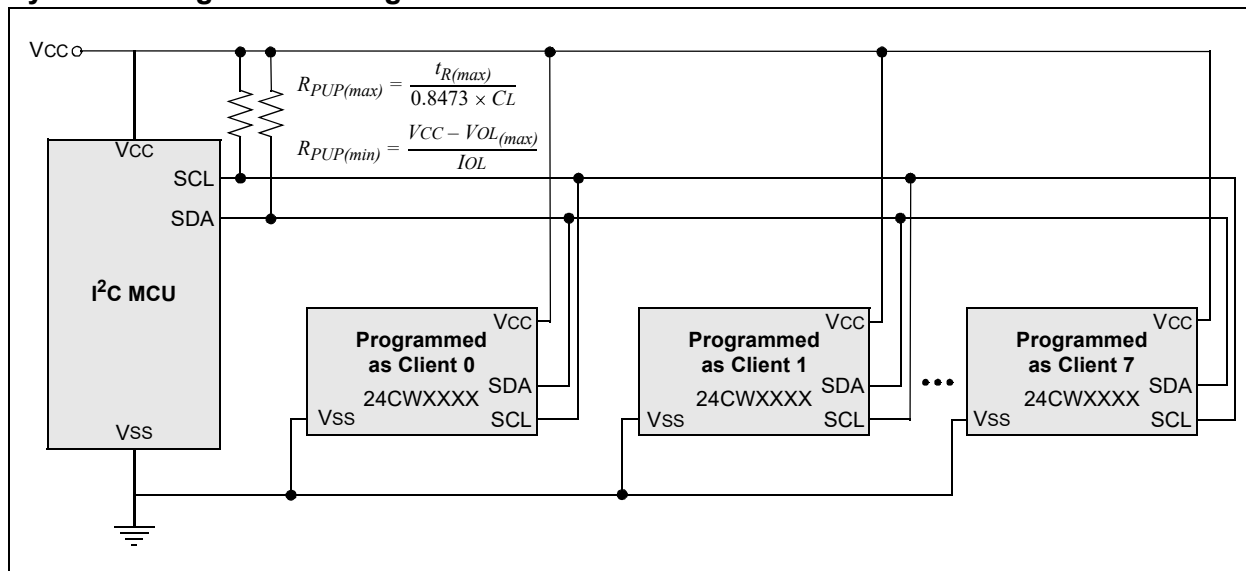 VCC
R_PUP(max) = t_R(max) / 0.8473 × CL
R_PUP(min) = VCC – VOL(max) / IOL
VCC
SCL
SDA
I²C MCU
VSS
VCC
Programmed
as Client 0
SDA
24CWXXXX
VSS
SCL
VCC
Programmed
as Client 1
SDA
24CWXXXX
VSS
SCL
•••
VCC
Programmed
as Client 7
SDA
24CWXXXX
VSS
SCL